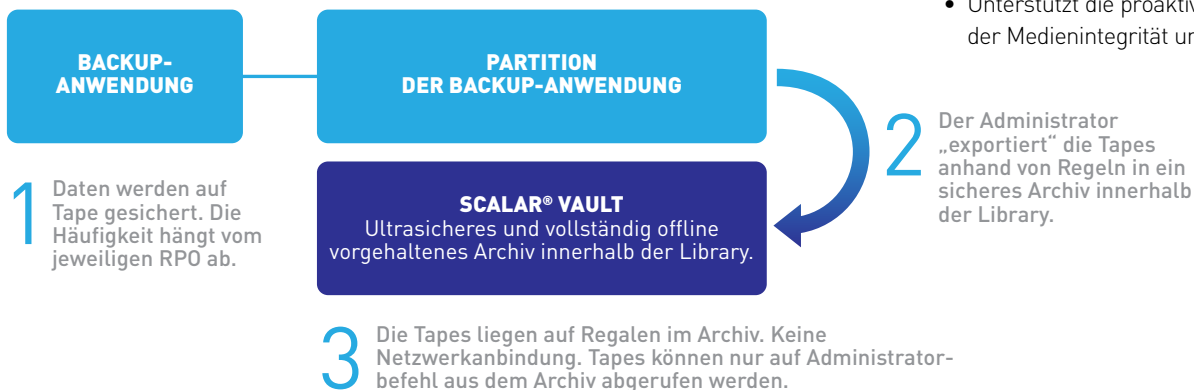 • Unterstützt die proaktiv
der Medienintegrität
BACKUP-
ANWENDUNG
PARTITION
DER BACKUP-ANWENDUNG
1 Daten werden auf
Tape gesichert. Die
Häufigkeit hängt vom
jeweiligen RPO ab.
SCALAR® VAULT
Ultrasicheres und vollständig offline
vorgehaltenes Archiv innerhalb der Library.
2 Der Administrator
„exportiert“ die Tapes
anhand von Regeln in ein
sicheres Archiv innerhalb
der Library.
3 Die Tapes liegen auf Regalen im Archiv. Keine
Netzwerkanbindung. Tapes können nur auf Administrator-
befehl aus dem Archiv abgerufen werden.